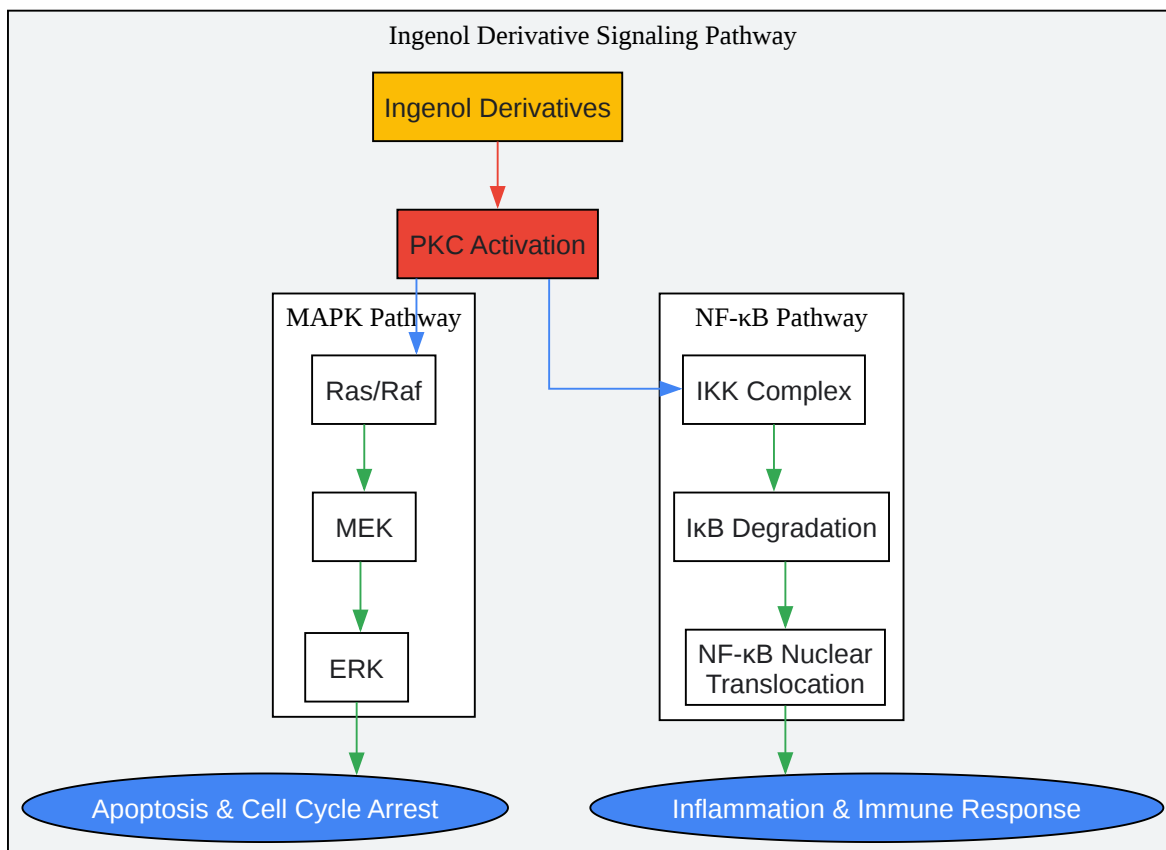 Ingenol Derivative Signaling Pathway
Ingenol Derivatives
PKC Activation
MAPK Pathway
Ras/Raf
MEK
ERK
Apoptosis & Cell Cycle Arrest
NF-κB Pathway
IKK Complex
IκB Degradation
NF-κB Nuclear
Translocation
Inflammation & Immune Response